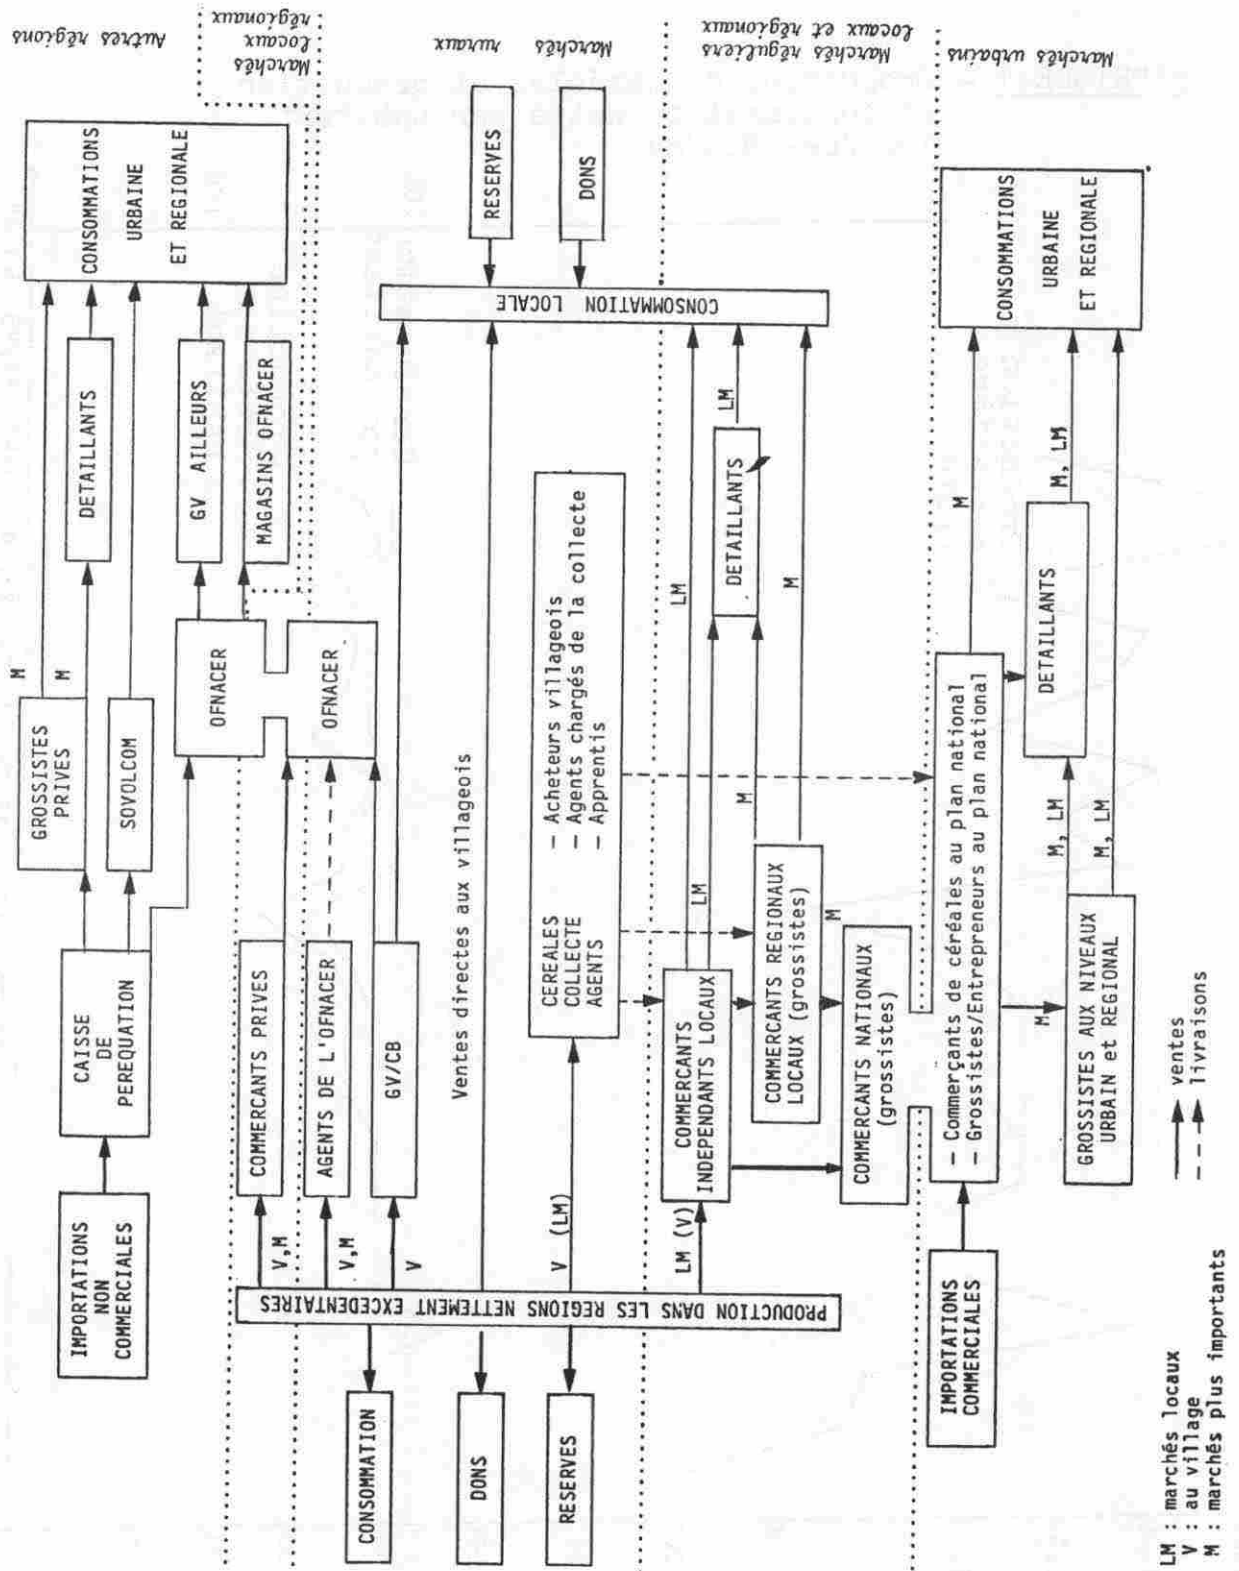 Autres régions
Marchés
locaux
régionaux
Marchés ruraux
Marchés réguliers
locaux et régionaux
Marchés urbains
IMPORTATIONS
NON
COMMERCIALES
CAISSE
DE
PEREQUATION
GROSSISTES
PRIVES
SOVOLCOM
M
M
DETAILLANTS
CONSOMMATIONS
URBAINE
ET REGIONALE
OFNACER
GV AILLEURS
MAGASINS OFNACER
V,M
COMMERCANTS PRIVES
V,M
AGENTS DE L'OFNACER
OFNACER
V
GV/CB
PRODUCTION DANS LES REGIONS NETTEMENT EXCEDENTAIRES
CONSOMMATION
DONS
RESERVES
Ventes directes aux villageois
CONSOMMATION LOCALE
RESERVES
DONS
V (LM)
CEREALES
COLLECTE
AGENTS
— Acheteurs villageois
— Agents chargés de la collecte
— Apprentis
LM (V)
COMMERCANTS
INDEPENDANTS LOCAUX
LM
LM
DETAILLANTS
LM
COMMERCANTS REGIONAUX
LOCAUX (grossistes)
M
M
M
COMMERCANTS NATIONAUX
(grossistes)
IMPORTATIONS
COMMERCIALES
— Commerçants de céréales au plan national
— Grossistes/Entrepreneurs au plan national
M
M
GROSSISTES AUX NIVEAUX
URBAIN et REGIONAL
M, LM
M, LM
DETAILLANTS
M, LM
CONSOMMATIONS
URBAINE
ET REGIONALE
LM : marchés locaux
V : au village
M : marchés plus importants
ventes
livraisons